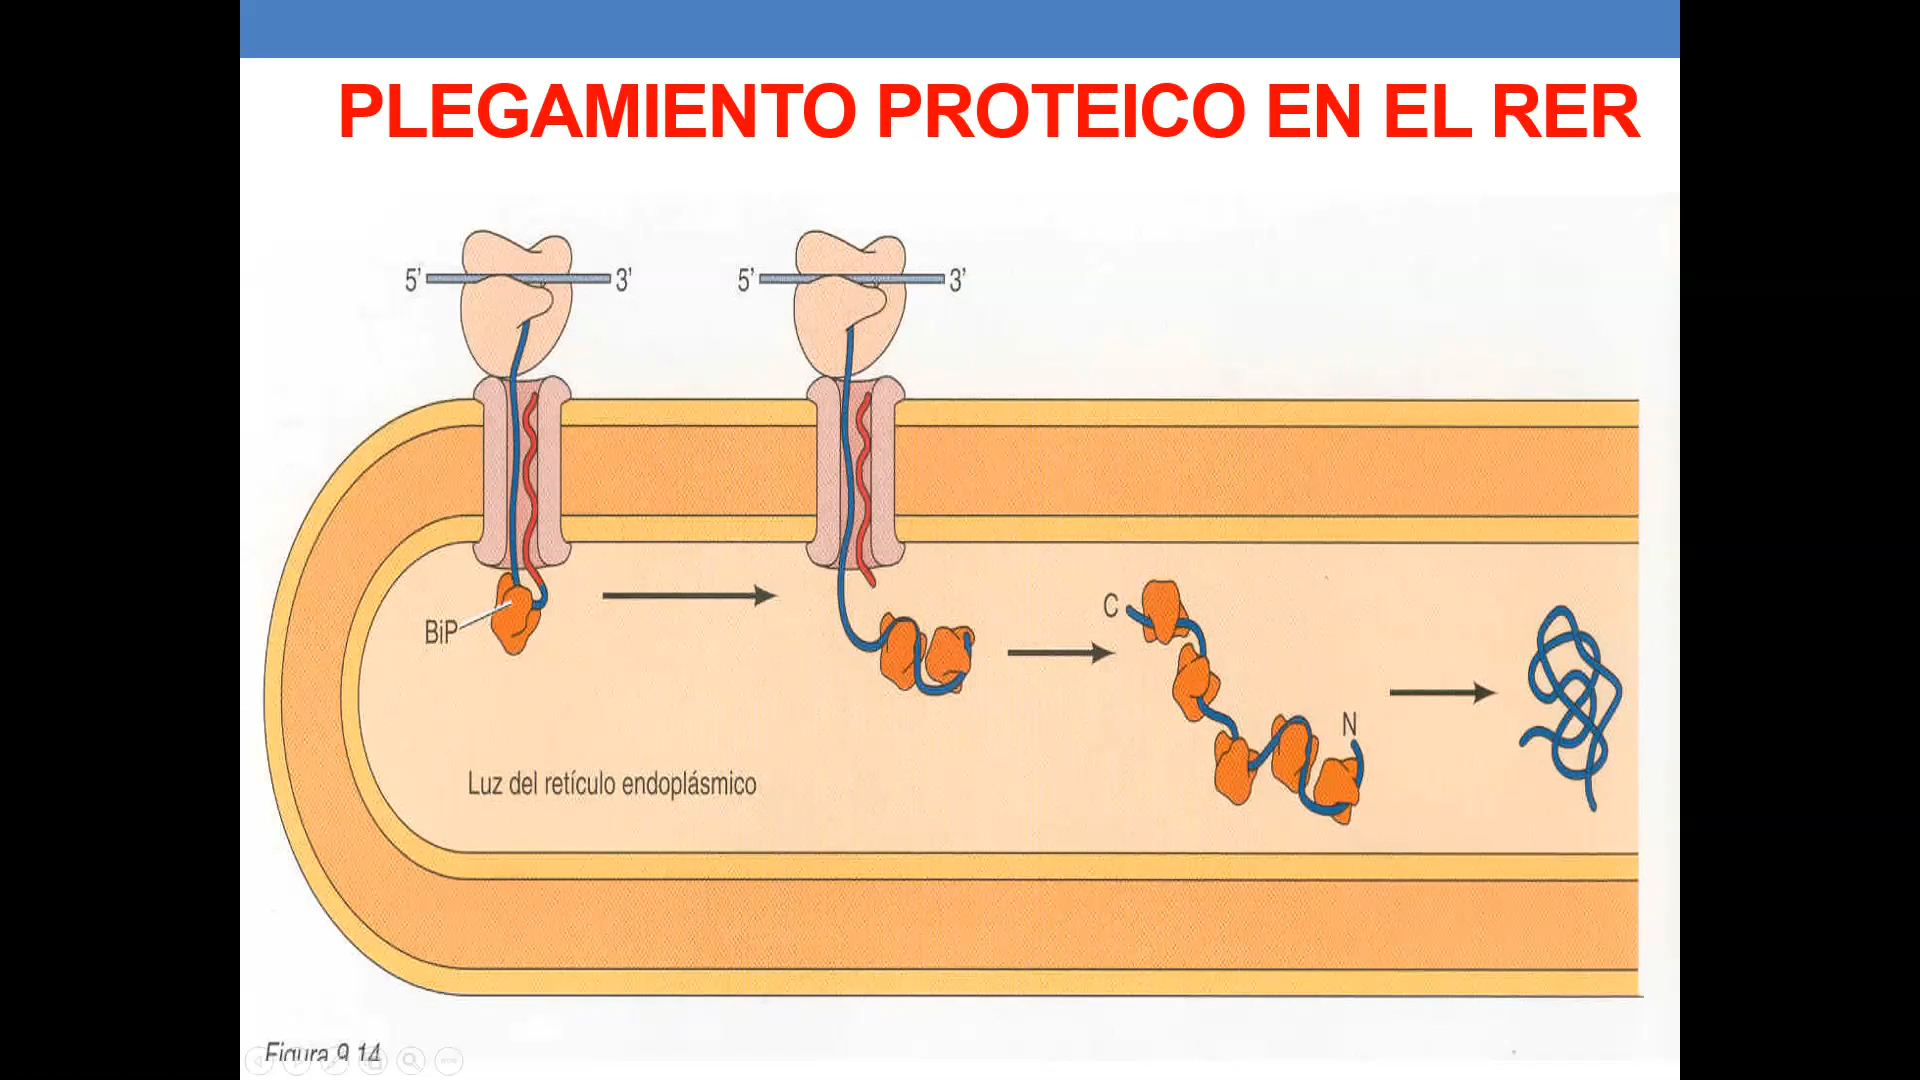 PLEGAMIENTO PROTEICO EN EL RER
5' 3' 5' 3'
BiP
C
N
Luz del retículo endoplásmico
Figura 9.14